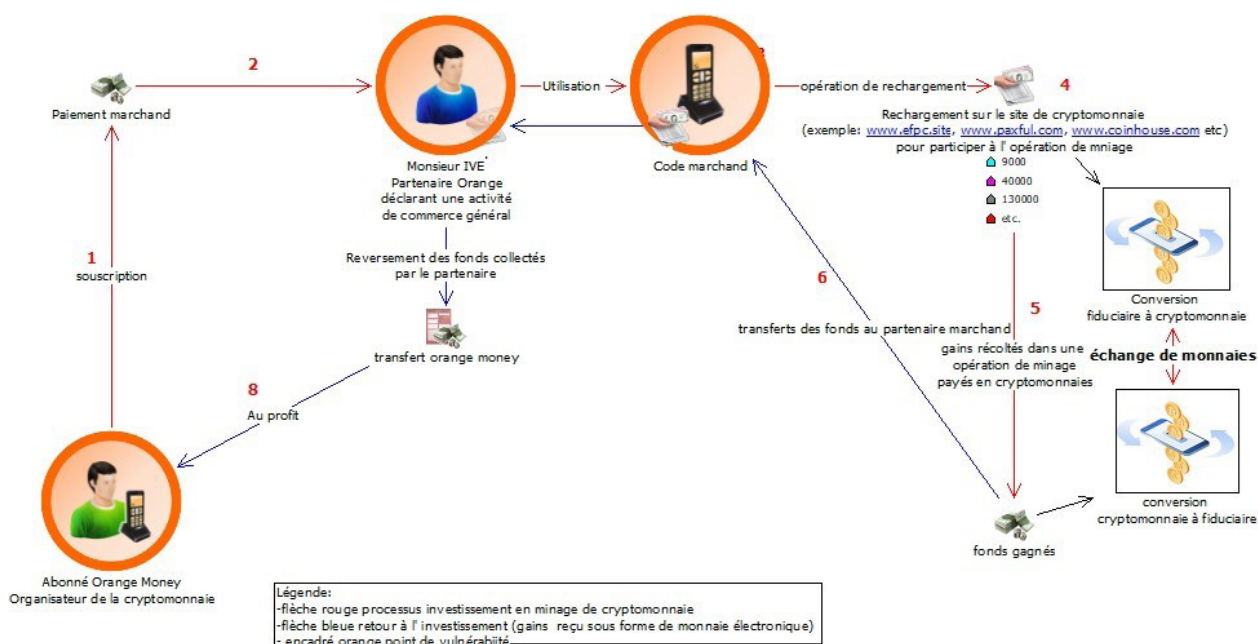 2
Paiement marchand
1
souscription
Monsieur IVE
Partenaire Orange
déclarant une activité
de commerce général
Utilisation
Code marchand
opération de rechargement
4
Rechargement sur le site de cryptomonnaie
(exemple: www.efpc.site, www.paxful.com, www.coinhouse.com etc)
pour participer à l' opération de mniage
9000
40000
130000
etc.
Reversement des fonds collectés
par le partenaire
transfert orange money
8
Au profit
6
transferts des fonds au partenaire marchand
5
gains récoltés dans une
opération de minage
payés en cryptomonnaies
Conversion
fiduciaire à cryptomonnaie
échange de monnaies
conversion
cryptomonnaie à fiduciaire
fonds gagnés
Abonné Orange Money
Organisateur de la cryptomonnaie
Légende:
-flèche rouge processus investissement en minage de cryptomonnaie
-flèche bleue retour à l' investissement (gains reçu sous forme de monnaie électronique)
- encadré orange point de vulnérabiité